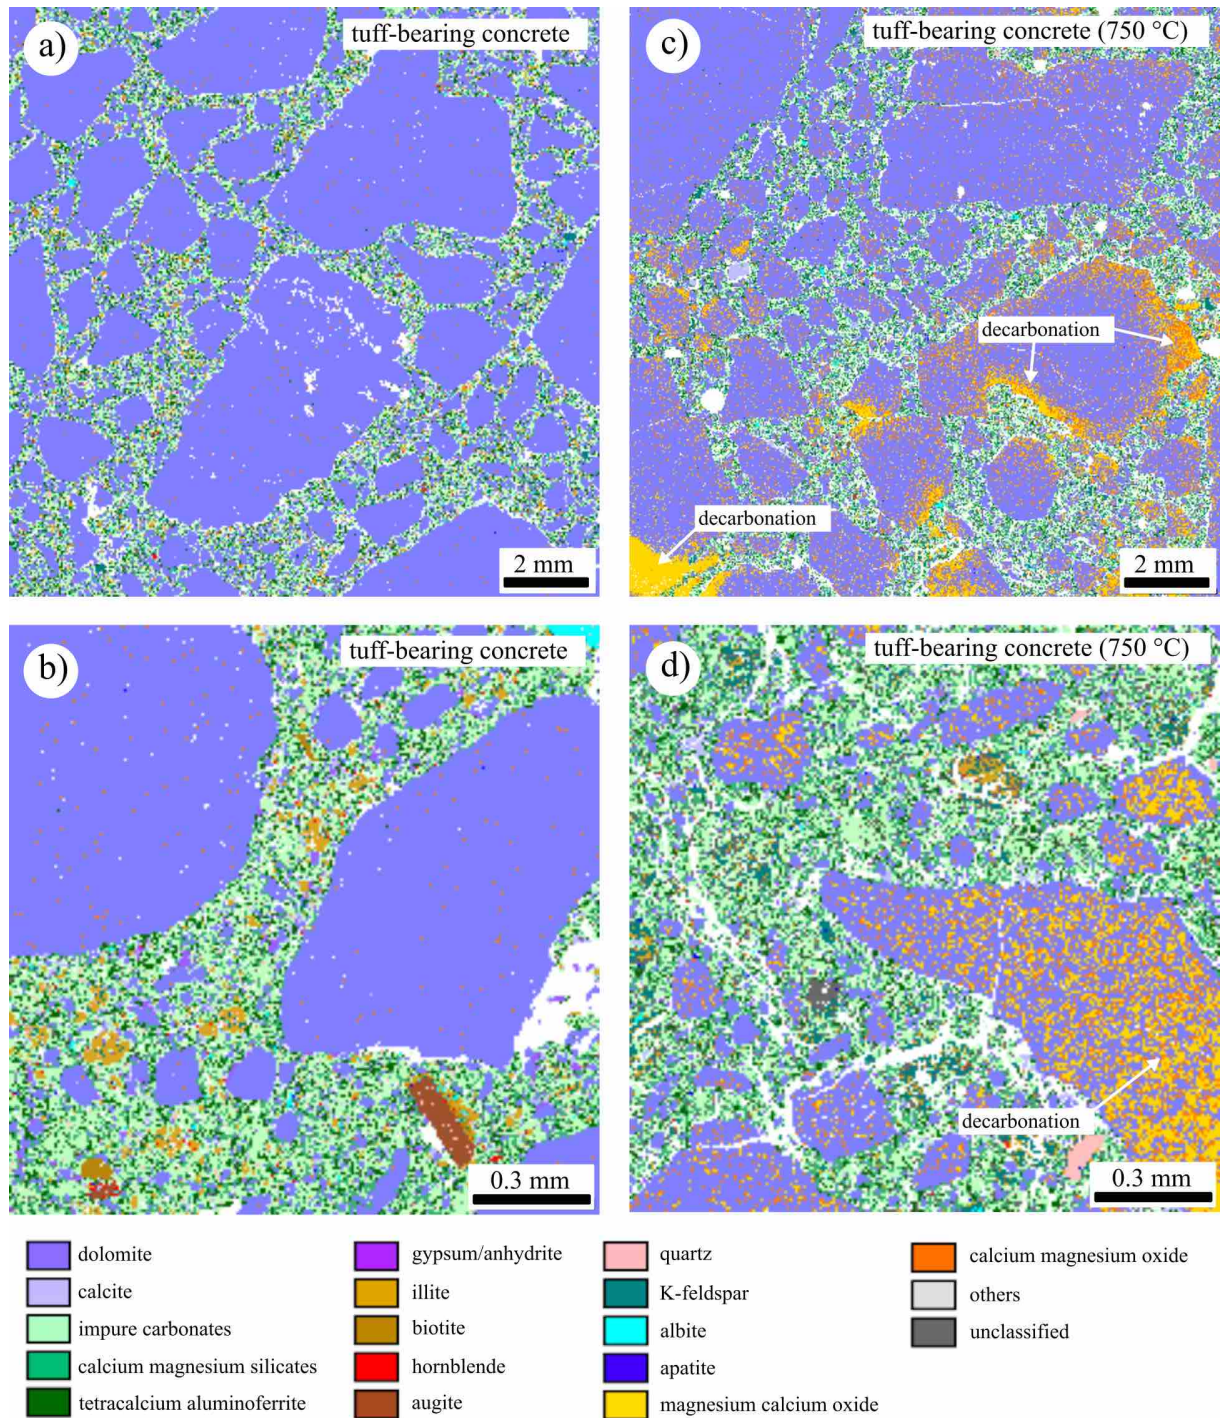 a)
tuff-bearing concrete
2 mm
c)
tuff-bearing concrete (750 °C)
decarbonation
decarbonation
2 mm
b)
tuff-bearing concrete
0.3 mm
d)
tuff-bearing concrete (750 °C)
decarbonation
0.3 mm
dolomite
calcite
impure carbonates
calcium magnesium silicates
tetracalcium aluminoferrite
gypsum/anhydrite
illite
biotite
hornblende
augite
quartz
K-feldspar
albite
apatite
magnesium calcium oxide
calcium magnesium oxide
others
unclassified